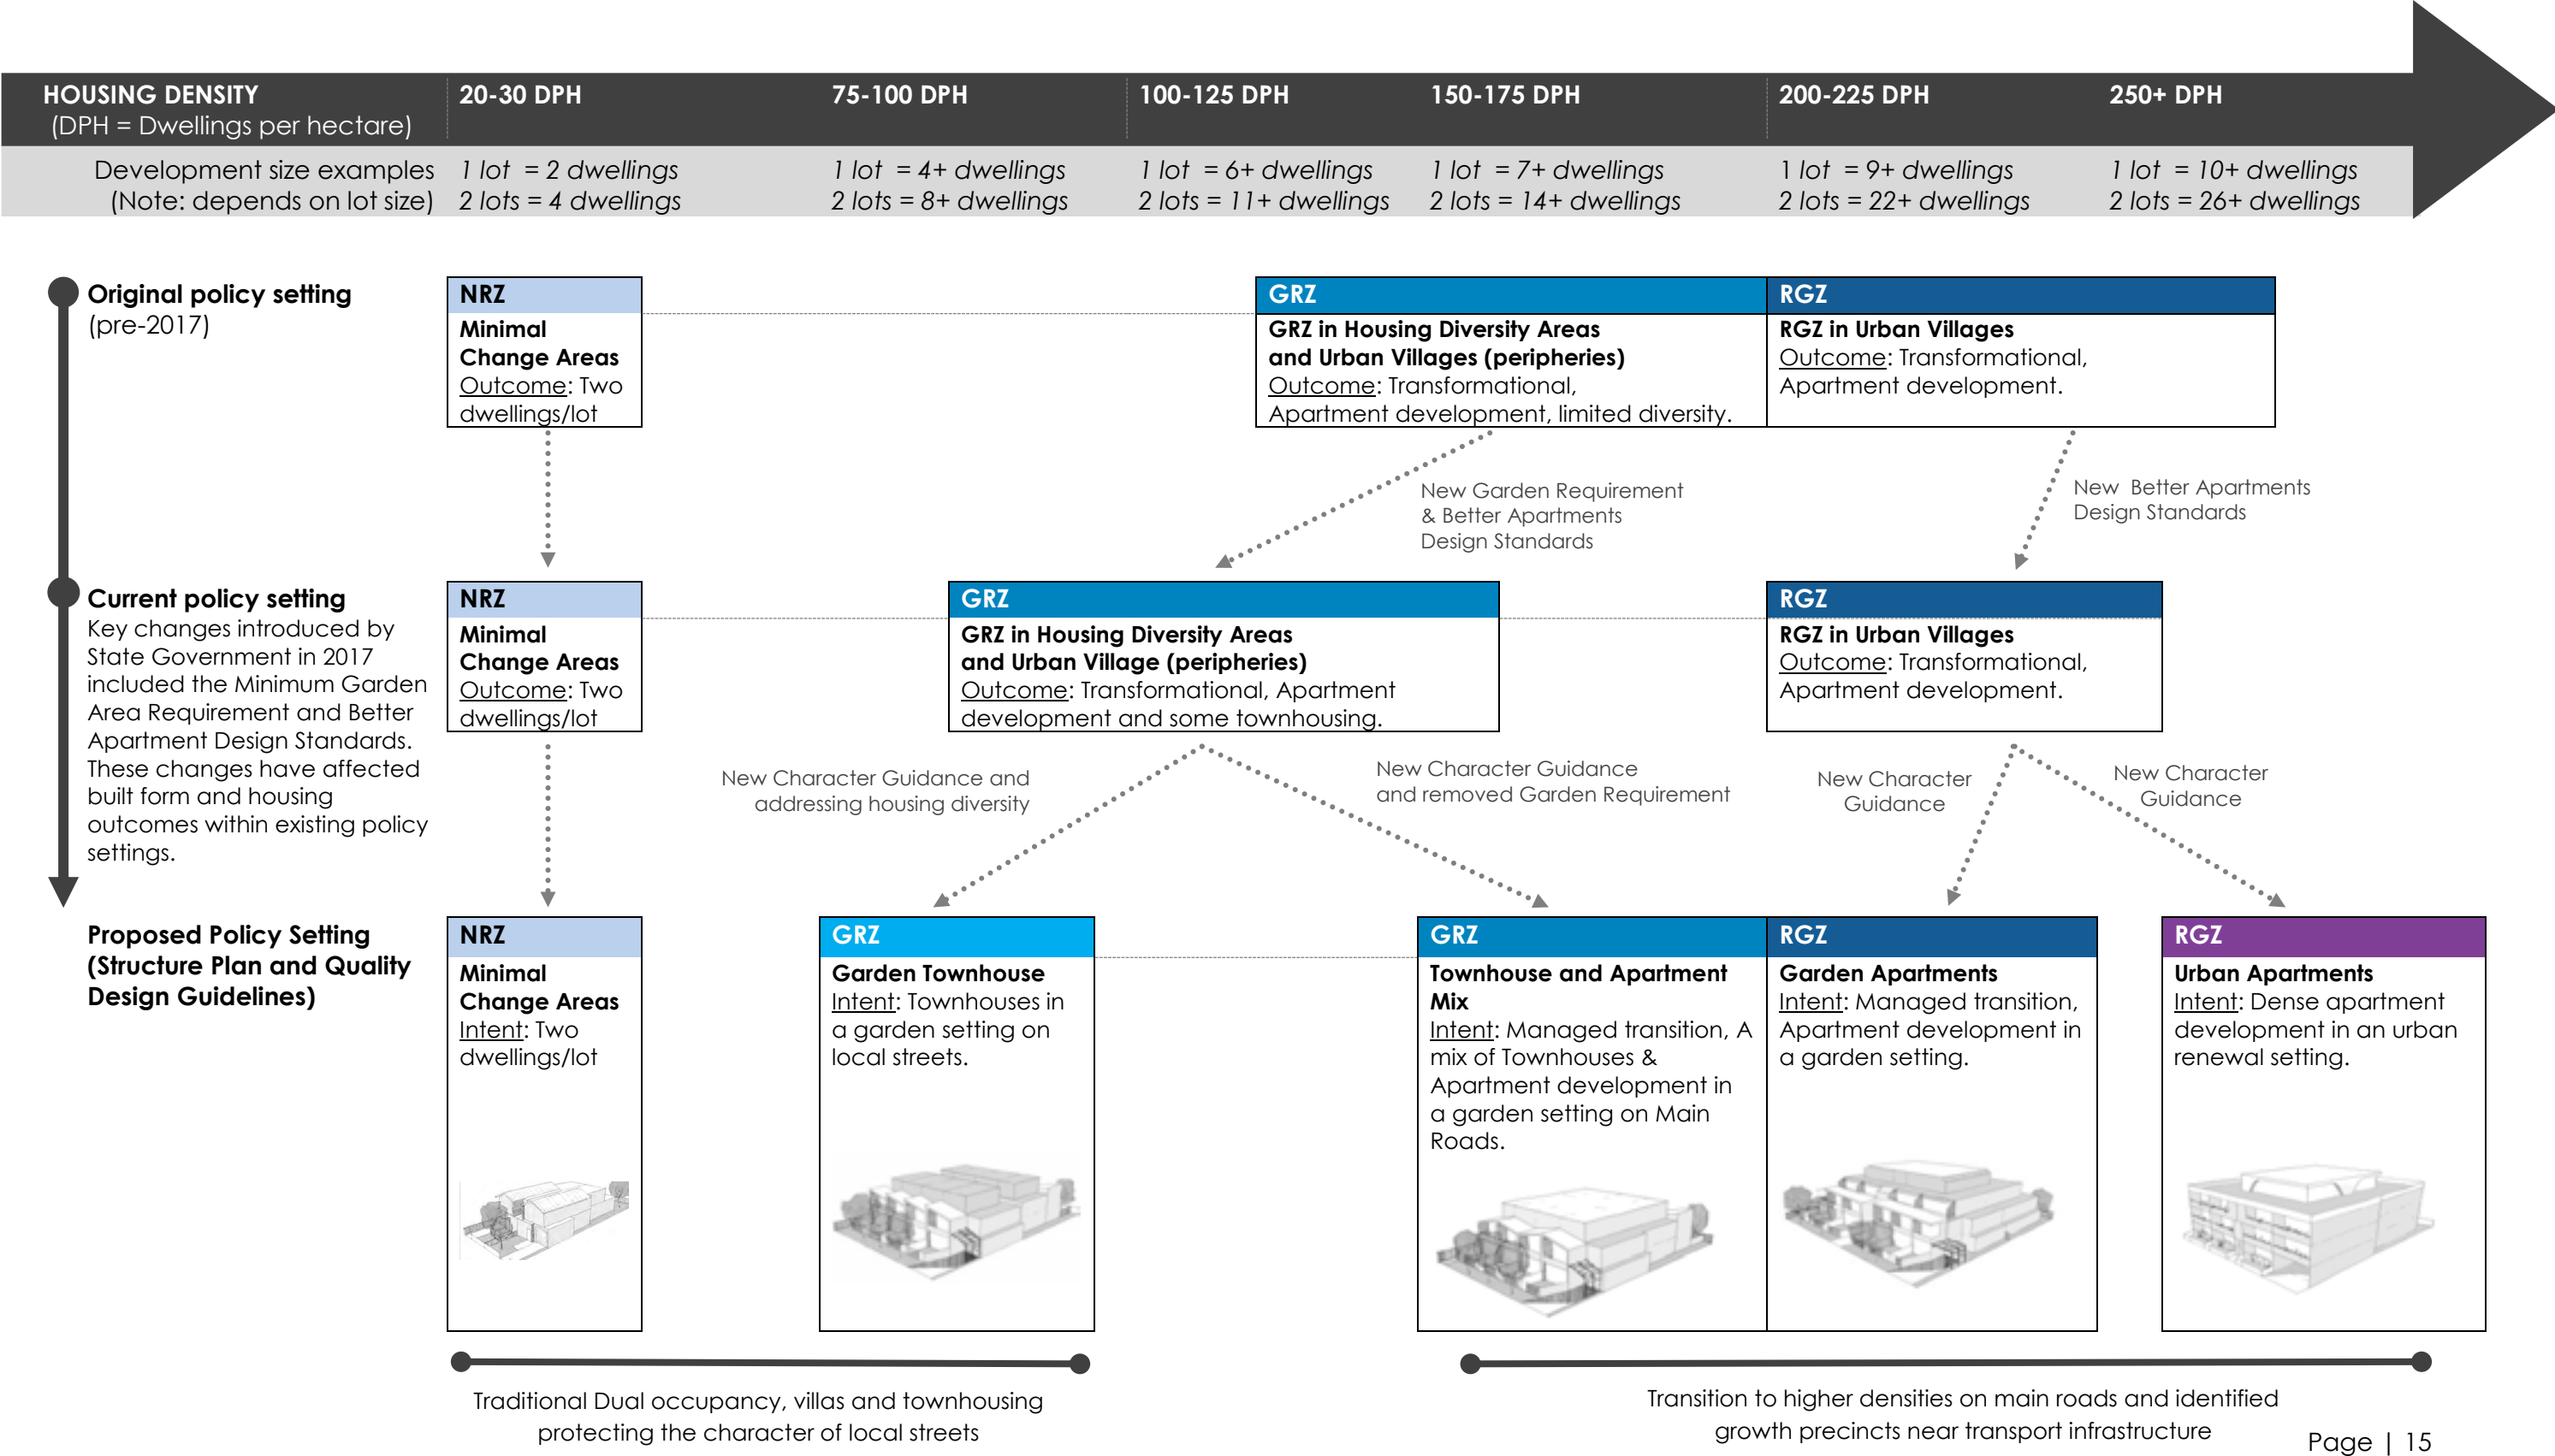 HOUSING DENSITY
(DPH = Dwellings per hectare)
20-30 DPH
75-100 DPH
100-125 DPH
150-175 DPH
200-225 DPH
250+ DPH
Development size examples
(Note: depends on lot size)
1 lot = 2 dwellings
2 lots = 4 dwellings
1 lot = 4+ dwellings
2 lots = 8+ dwellings
1 lot = 6+ dwellings
2 lots = 11+ dwellings
1 lot = 7+ dwellings
2 lots = 14+ dwellings
1 lot = 9+ dwellings
2 lots = 22+ dwellings
1 lot = 10+ dwellings
2 lots = 26+ dwellings
Original policy setting
(pre-2017)
NRZ
Minimal
Change Areas
Outcome: Two
dwellings/lot
GRZ
GRZ in Housing Diversity Areas
and Urban Villages (peripheries)
Outcome: Transformational,
Apartment development, limited diversity.
RGZ
RGZ in Urban Villages
Outcome: Transformational,
Apartment development.
New Garden Requirement
& Better Apartments
Design Standards
New Better Apartments
Design Standards
Current policy setting
Key changes introduced by
State Government in 2017
included the Minimum Garden
Area Requirement and Better
Apartment Design Standards.
These changes have affected
built form and housing
outcomes within existing policy
settings.
NRZ
Minimal
Change Areas
Outcome: Two
dwellings/lot
GRZ
GRZ in Housing Diversity Areas
and Urban Village (peripheries)
Outcome: Transformational, Apartment
development and some townhousing.
RGZ
RGZ in Urban Villages
Outcome: Transformational,
Apartment development.
New Character Guidance and
addressing housing diversity
New Character Guidance
and removed Garden Requirement
New Character
Guidance
New Character
Guidance
Proposed Policy Setting
(Structure Plan and Quality
Design Guidelines)
NRZ
Minimal
Change Areas
Intent: Two
dwellings/lot
GRZ
Garden Townhouse
Intent: Townhouses in
a garden setting on
local streets.
GRZ
Townhouse and Apartment
Mix
Intent: Managed transition, A
mix of Townhouses &
Apartment development in
a garden setting on Main
Roads.
RGZ
Garden Apartments
Intent: Managed transition,
Apartment development in
a garden setting.
RGZ
Urban Apartments
Intent: Dense apartment
development in an urban
renewal setting.
Traditional Dual occupancy, villas and townhousing
protecting the character of local streets
Transition to higher densities on main roads and identified
growth precincts near transport infrastructure
Page | 15